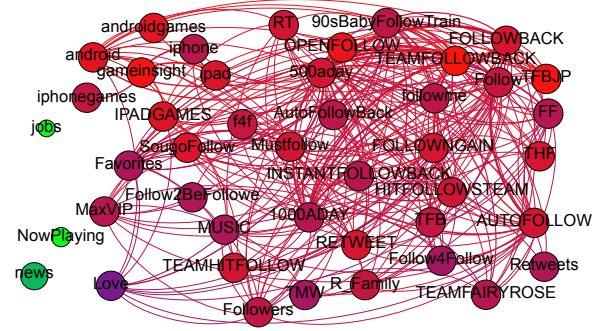 androidgames
RT
90sBabyFollowTrain
OPENFOLLOW
FOLLOWBACK
android
iphone
TEAMFOLLOWBACK
gameinsight
ipad
500aday
Follow
TFBJP
iphonegames
followme
IPADGAMES
f4f
AutoFollowBack
FF
jobs
SougoFollow
Mustfollow
FOLLOWNGAIN
THF
Favorites
INSTANTFOLLOWBACK
Follow2BeFollowe
HITFOLLOWSTEAM
MaxVIP
MUSIC
1000ADAY
TFB
AUTOFOLLOW
NowPlaying
RETWEET
news
TEAMHITFOLLOW
Follow4Follow
Retweets
Love
TMW
R_Family
TEAMFAIRYROSE
Followers